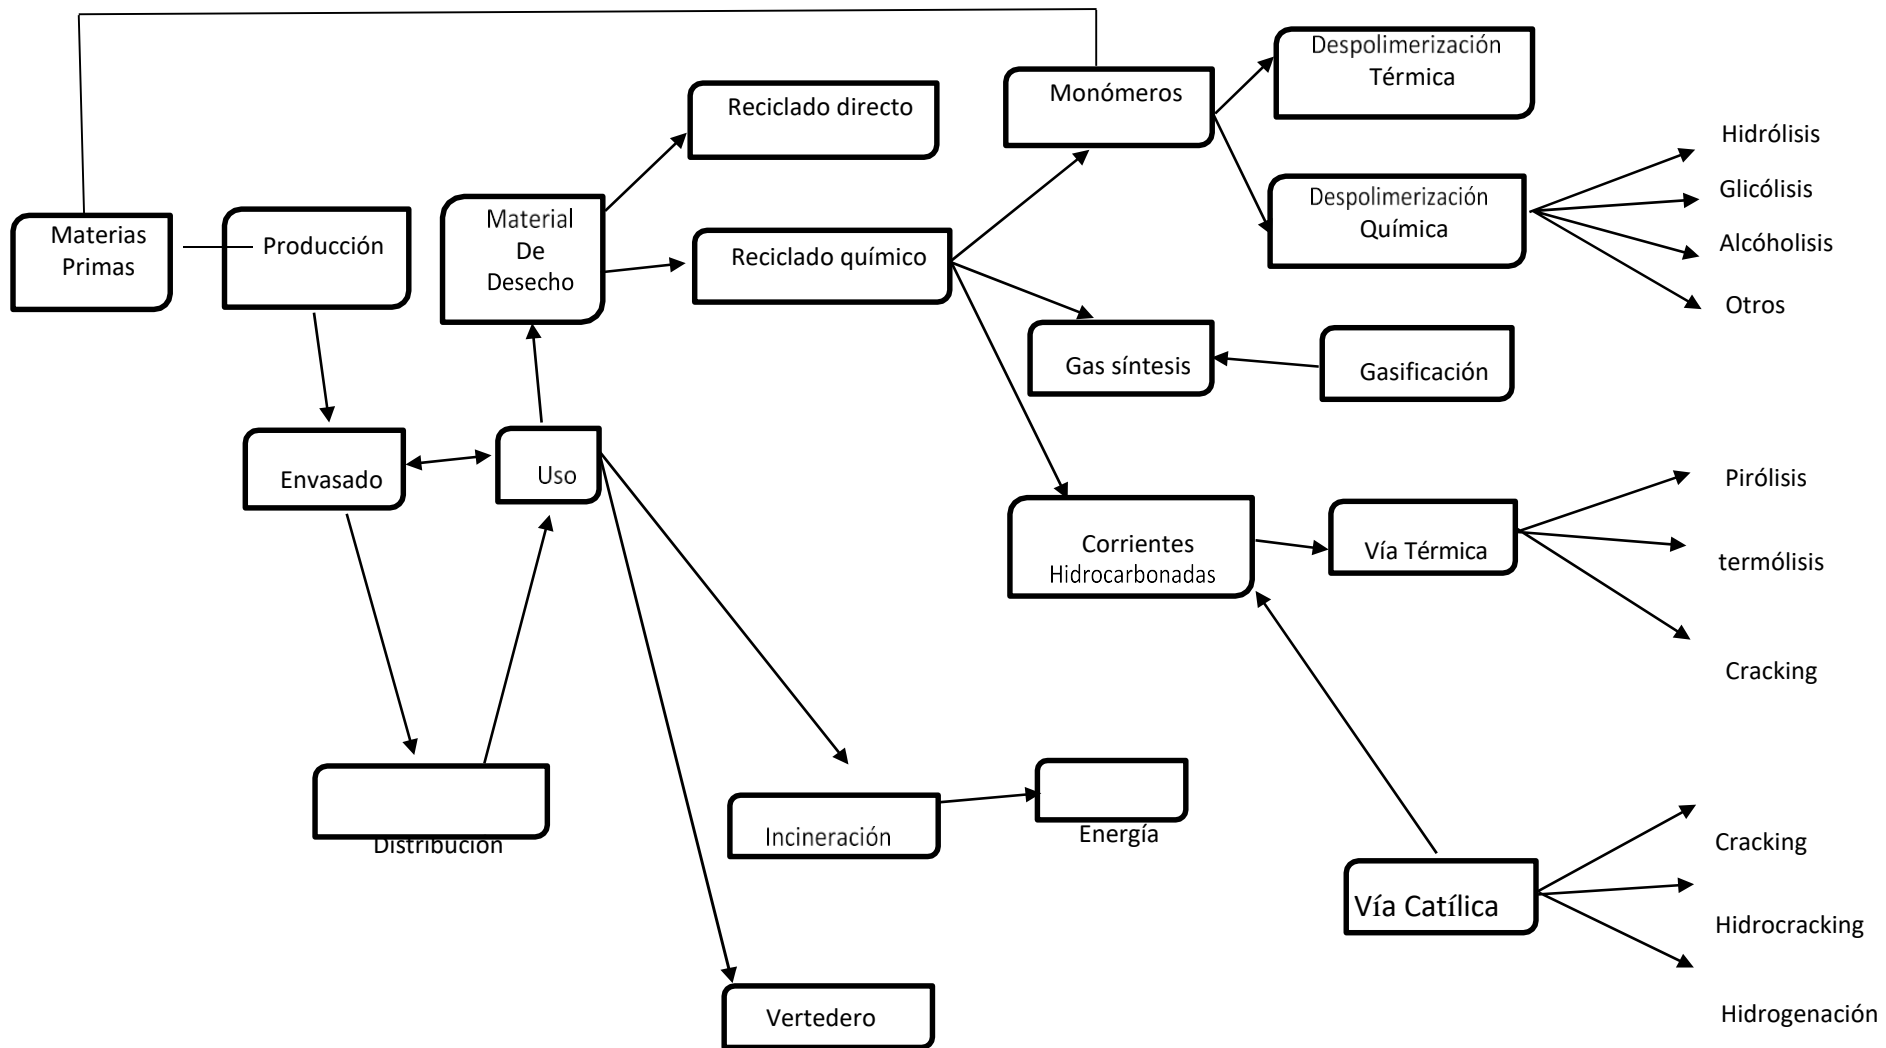 Despolimerización
Térmica
Monómeros
Reciclado directo
Hidrólisis
Glicólisis
Alcóholisis
Otros
Despolimerización
Química
Material
De
Desecho
Materias
Primas
Producción
Reciclado químico
Gas síntesis
Gasificación
Envasado
Uso
Corrientes
Hidrocarbonadas
Vía Térmica
Pirólisis
termólisis
Cracking
Distribución
Incineración
Energía
Vía Catílica
Cracking
Hidrocracking
Hidrogenación
Vertedero